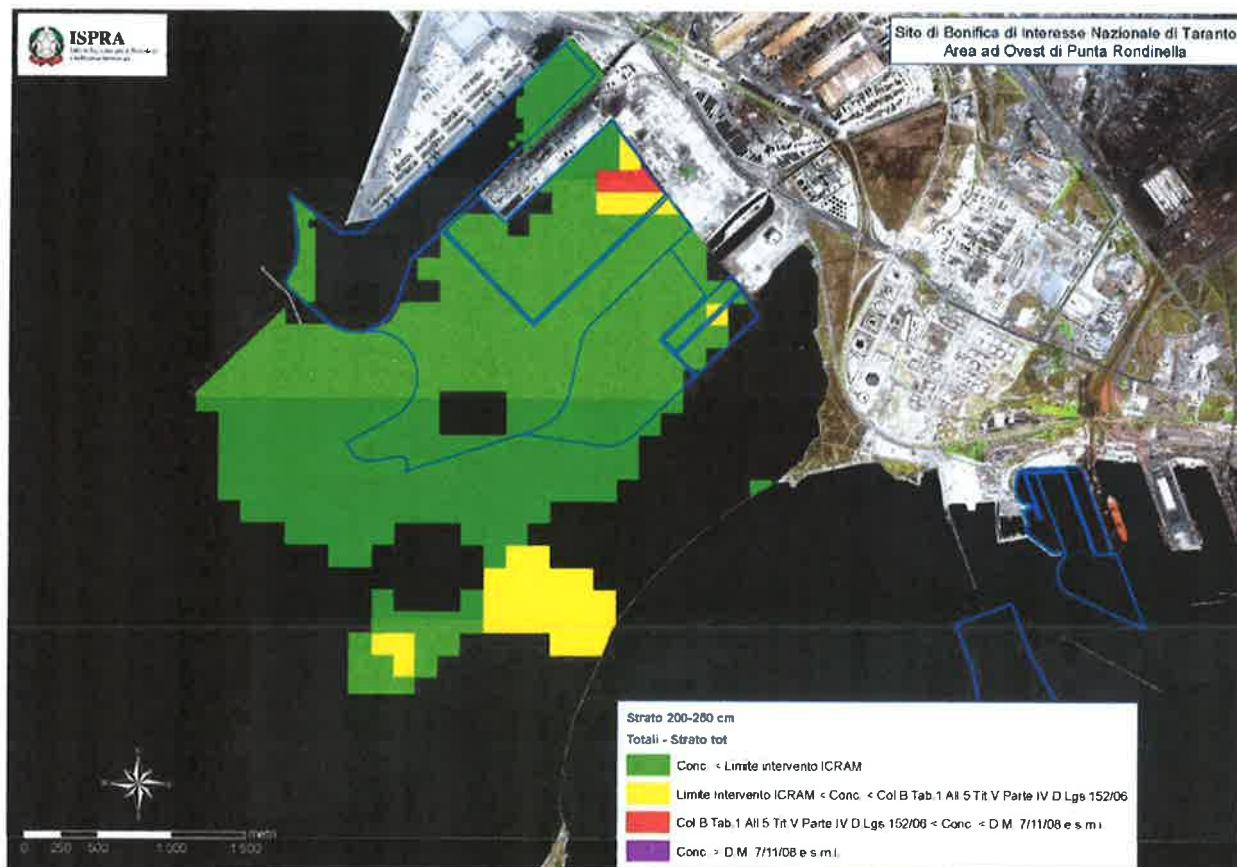 ISPRA
Sito di Bonifica di Interesse Nazionale di Taranto
Area ad Ovest di Punta Rondinella
Strato 200-280 cm
Totali - Strato tot
Conc. < Limite intervento ICRAM
Limite Intervento ICRAM < Conc. < Col B Tab.1 All 5 Tit V Parte IV D Lgs 152/06
Col B Tab.1 All 5 Tit V Parte IV D.Lgs 152/06 < Conc. < D M. 7/11/08 e s m i
Conc. > D.M. 7/11/08 e s m i.
metri
0 250 500 1.000 1.500